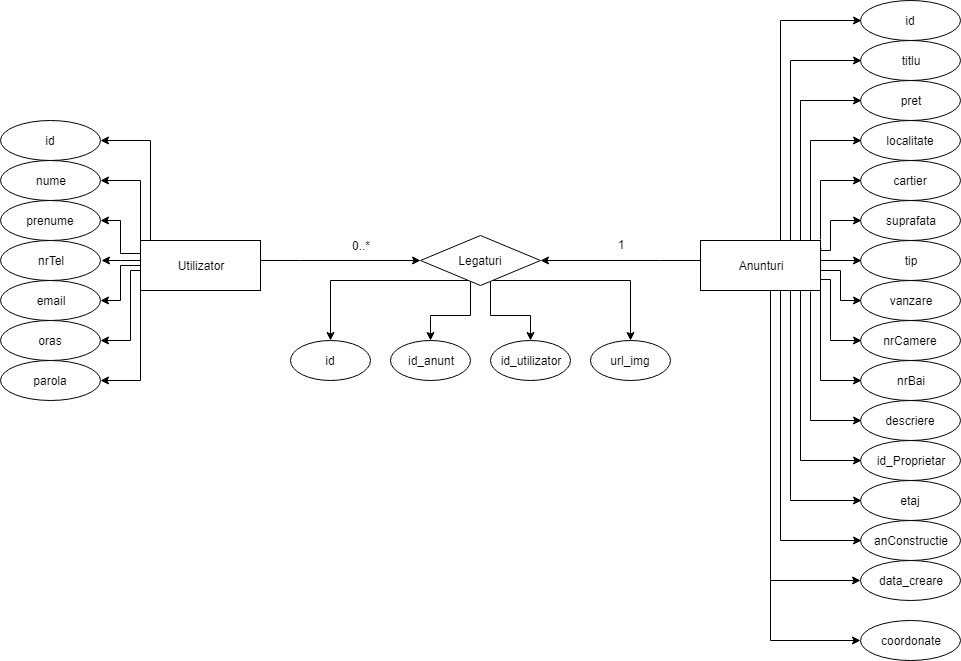 id
nume
prenume
nrTel
email
oras
parola
Utilizator
0..*
Legaturi
1
id
id_anunt
id_utilizator
url_img
Anunturi
id
titlu
pret
localitate
cartier
suprafata
tip
vanzare
nrCamere
nrBai
descriere
id_Proprietar
etaj
anConstructie
data_creare
coordonate